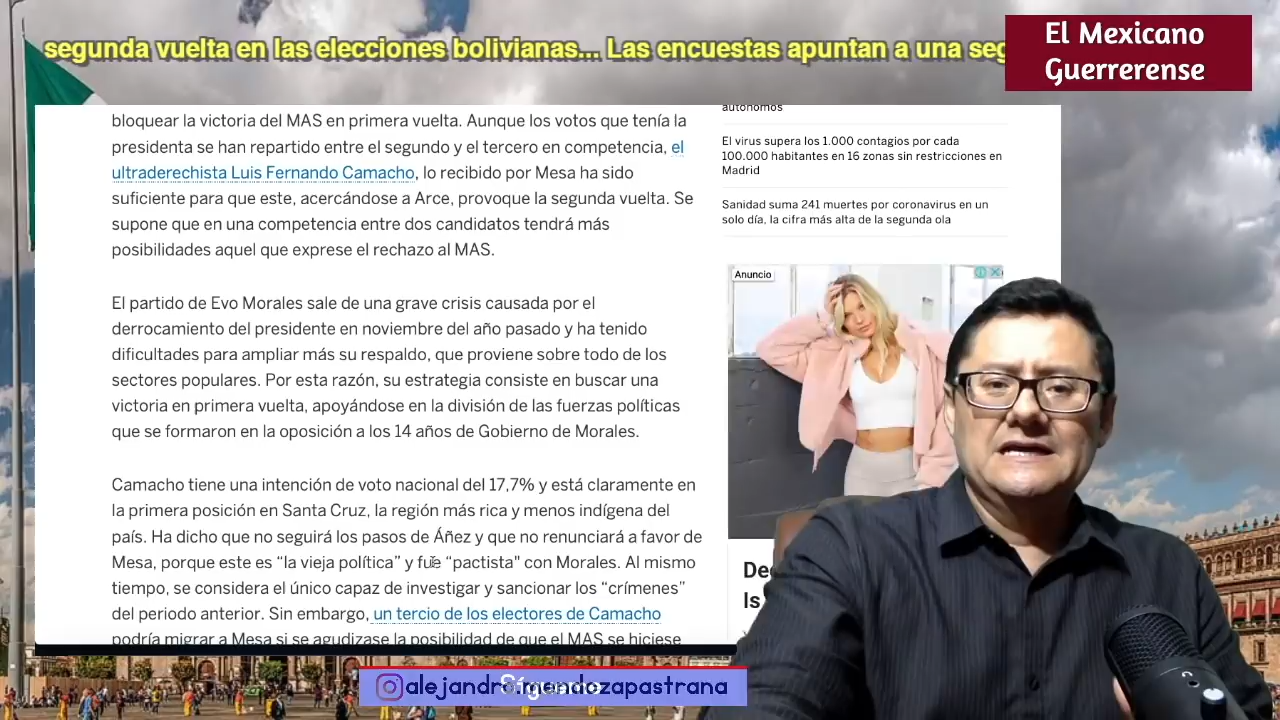 segunda vuelta en las elecciones bolivianas... Las encuestas apuntan a una seg
El Mexicano
Guerrerense
bloquear la victoria del MAS en primera vuelta. Aunque los votos que tenía la
presidenta se han repartido entre el segundo y el tercero en competencia, el
ultraderechista Luis Fernando Camacho, lo recibido por Mesa ha sido
suficiente para que este, acercándose a Arce, provoque la segunda vuelta. Se
supone que en una competencia entre dos candidatos tendrá más
posibilidades aquel que exprese el rechazo al MAS.
El partido de Evo Morales sale de una grave crisis causada por el
derrocamiento del presidente en noviembre del año pasado y ha tenido
dificultades para ampliar más su respaldo, que proviene sobre todo de los
sectores populares. Por esta razón, su estrategia consiste en buscar una
victoria en primera vuelta, apoyándose en la división de las fuerzas políticas
que se formaron en la oposición a los 14 años de Gobierno de Morales.
Camacho tiene una intención de voto nacional del 17,7% y está claramente en
la primera posición en Santa Cruz, la región más rica y menos indígena del
país. Ha dicho que no seguirá los pasos de Áñez y que no renunciará a favor de
Mesa, porque este es “la vieja política” y fue “pactista" con Morales. Al mismo
tiempo, se considera el único capaz de investigar y sancionar los “crímenes”
del periodo anterior. Sin embargo, un tercio de los electores de Camacho
podría migrar a Mesa si se agudizase la posibilidad de que el MAS se hiciese
autónomos
El virus supera los 1.000 contagios por cada
100.000 habitantes en 16 zonas sin restricciones en
Madrid
Sanidad suma 241 muertes por coronavirus en un
solo día, la cifra más alta de la segunda ola
Anuncio